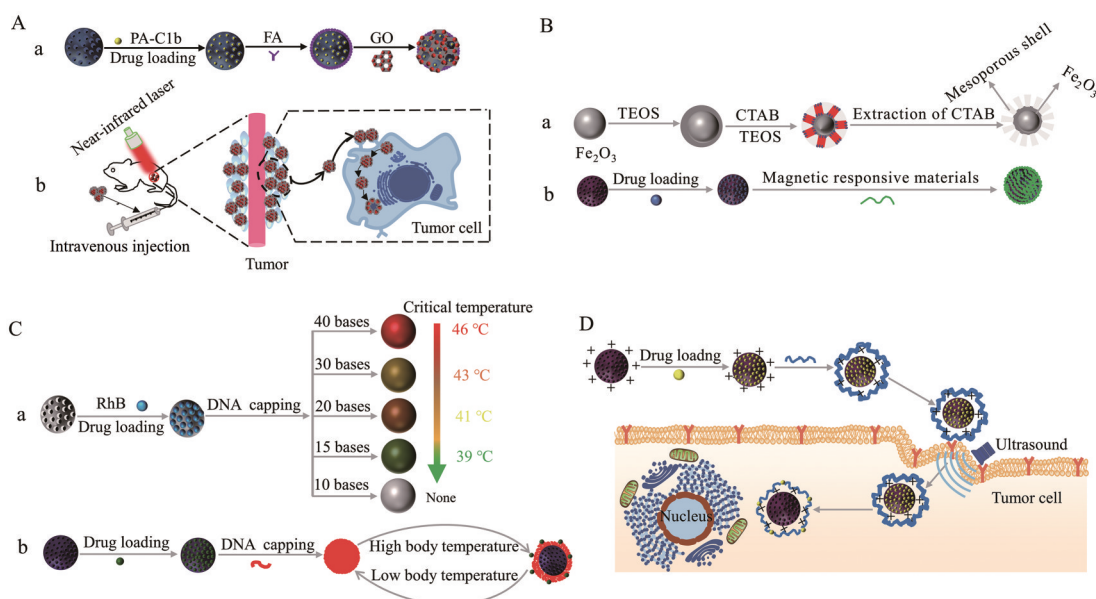 A
a
PA-C1b
Drug loading
FA
GO
b
Near-infrared laser
Intravenous injection
Tumor
Tumor cell
B
a
Fe2O3
TEOS
CTAB
TEOS
Extraction of CTAB
Mesoporous shell
Fe2O3
b
Drug loading
Magnetic responsive materials
C
a
RhB
Drug loading
DNA capping
Critical temperature
40 bases
46 ℃
30 bases
43 ℃
20 bases
41 ℃
15 bases
39 ℃
10 bases
None
b
Drug loading
DNA capping
High body temperature
Low body temperature
D
Drug loadng
Ultrasound
Tumor cell
Nucleus